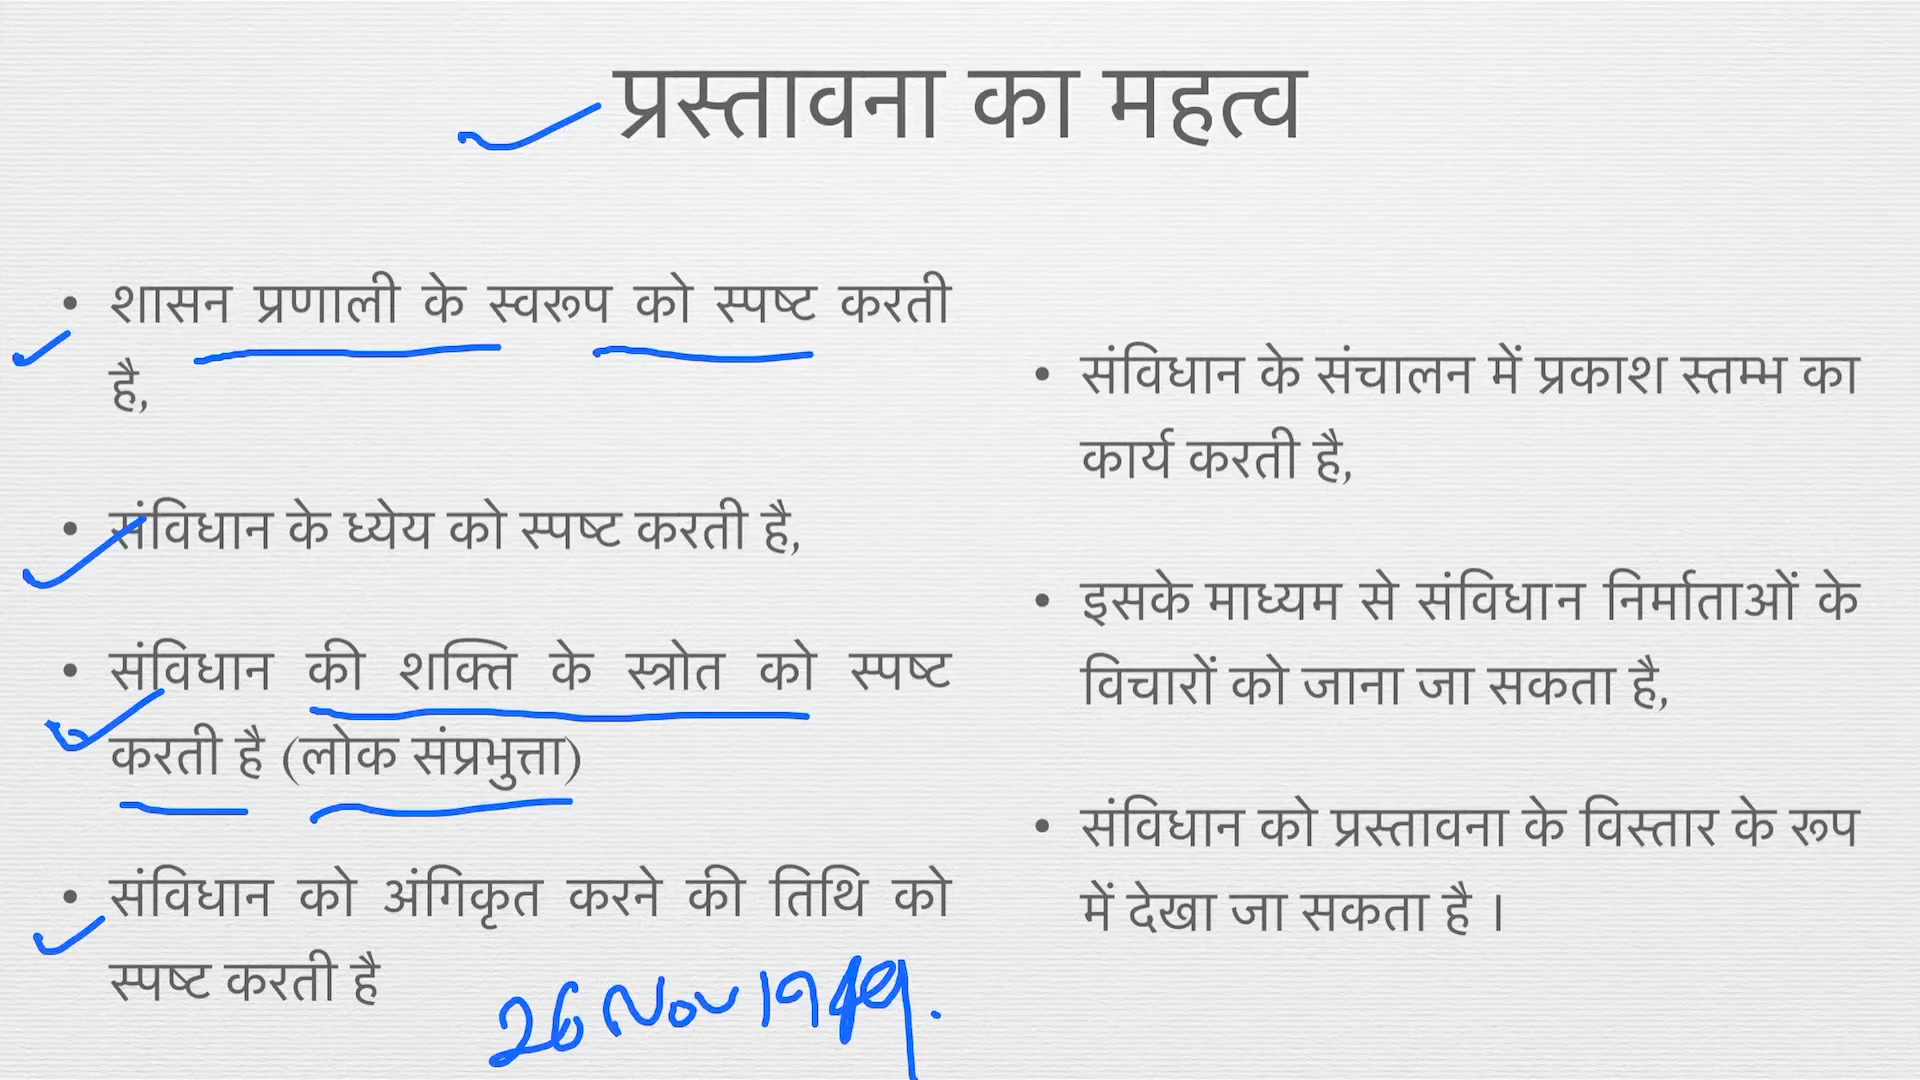 प्रस्तावना का महत्व
• शासन प्रणाली के स्वरूप को स्पष्ट करती
है,
• संविधान के ध्येय को स्पष्ट करती है,
• संविधान की शक्ति के स्त्रोत को स्पष्ट
करती है (लोक संप्रभुत्ता)
• संविधान को अंगिकृत करने की तिथि को
स्पष्ट करती है
26 Nov 1949.
• संविधान के संचालन में प्रकाश स्तम्भ का
कार्य करती है,
• इसके माध्यम से संविधान निर्माताओं के
विचारों को जाना जा सकता है,
• संविधान को प्रस्तावना के विस्तार के रूप
में देखा जा सकता है ।